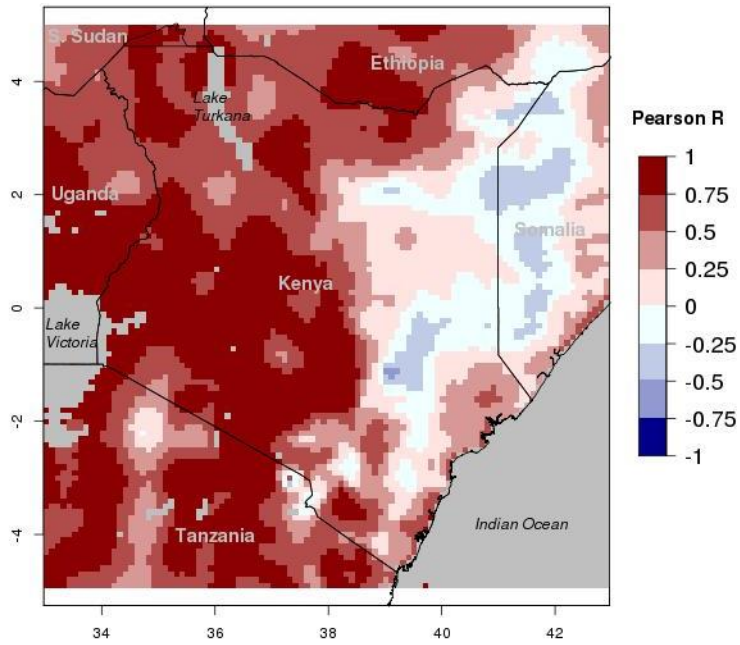 S. Sudan
Ethiopia
Lake
Turkana
Uganda
Somalia
Kenya
Lake
Victoria
Tanzania
Indian Ocean
4
2
0
-2
-4
34
36
38
40
42
Pearson R
1
0.75
0.5
0.25
0
-0.25
-0.5
-0.75
-1